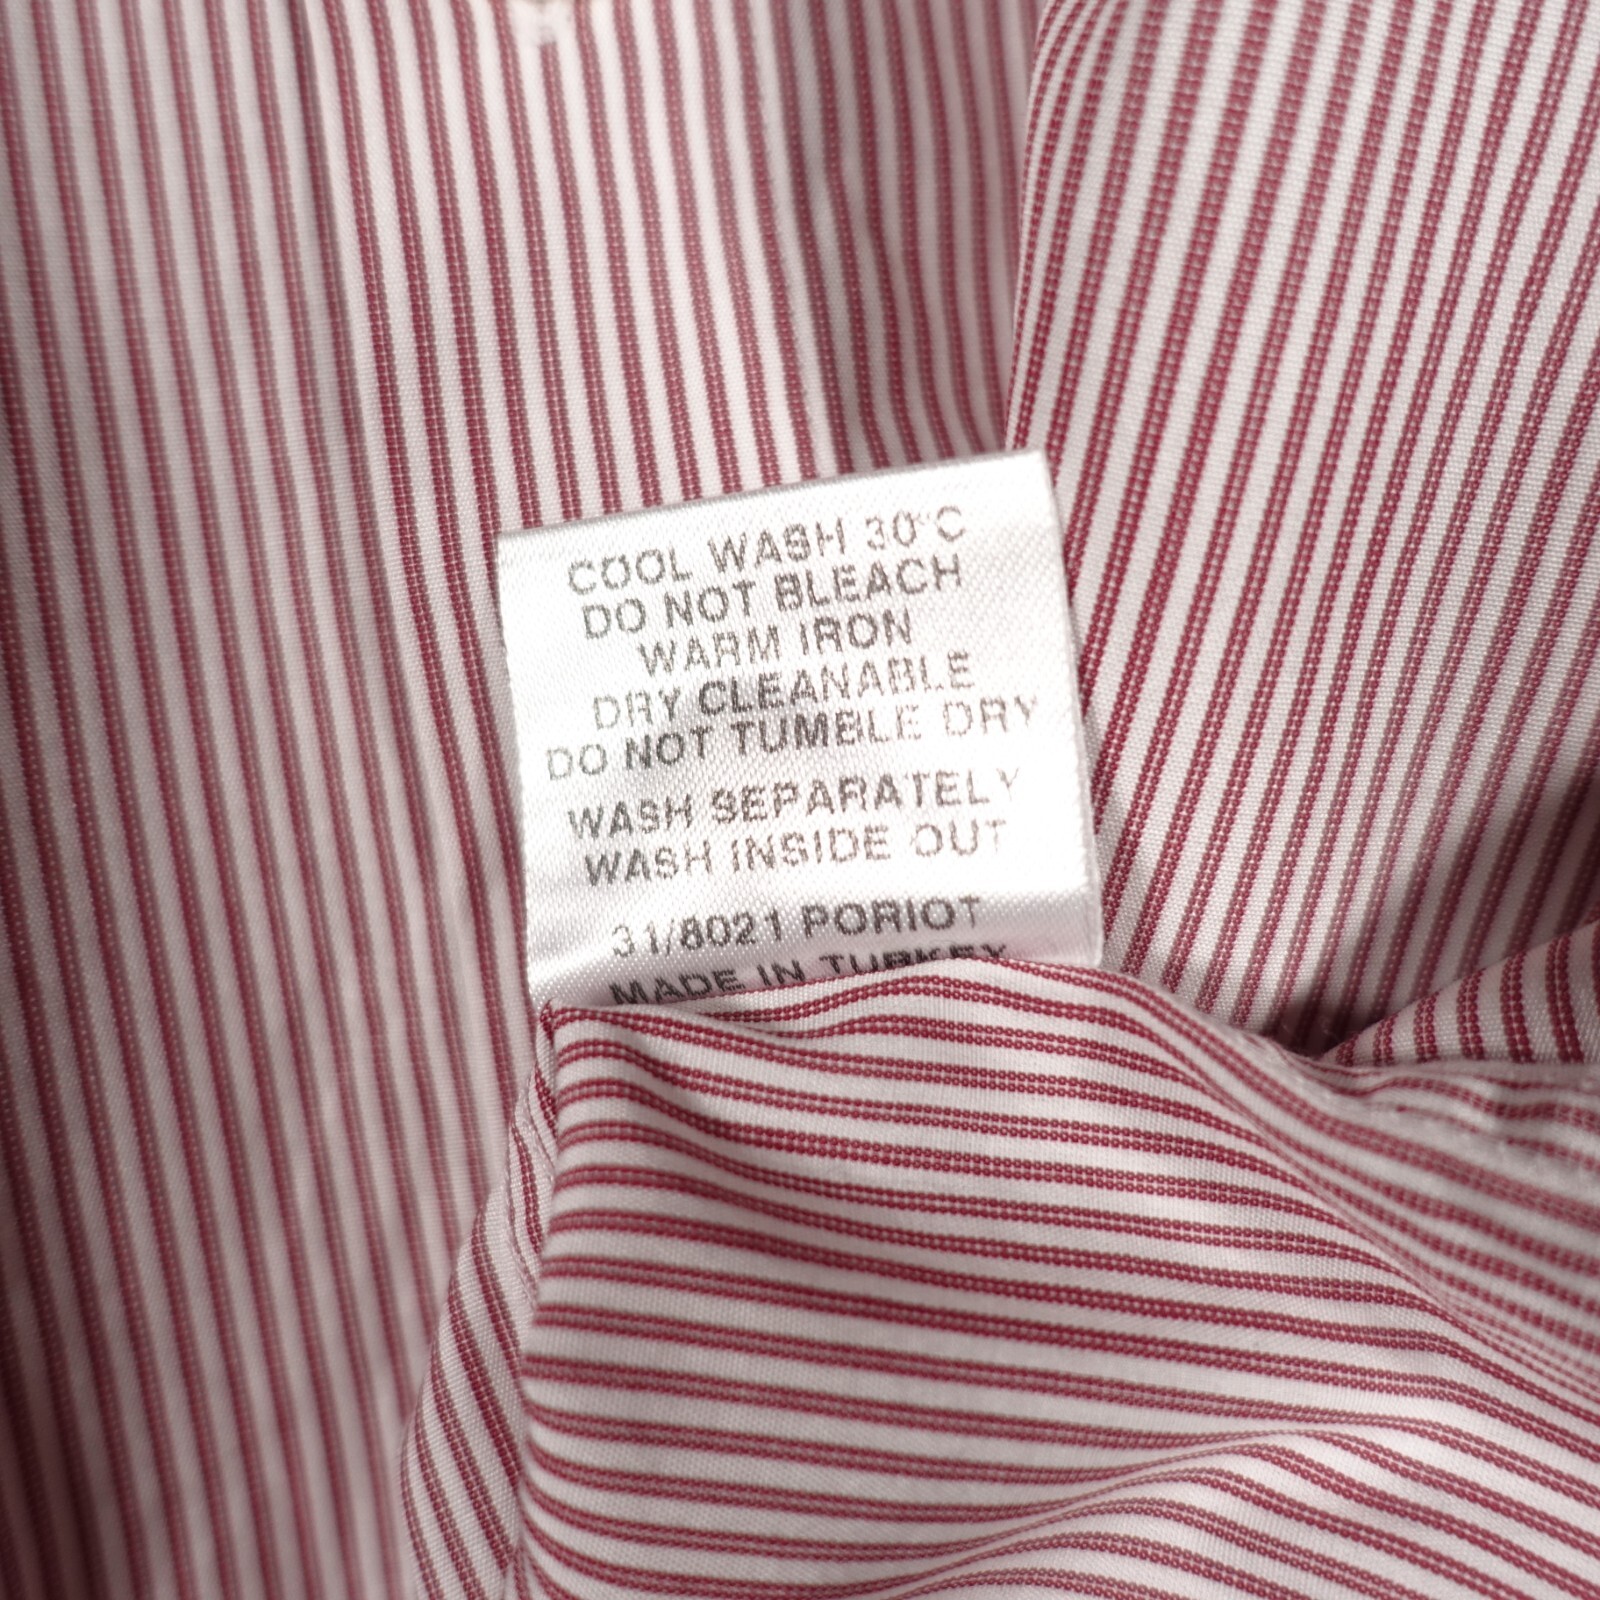 COOL WASH 30°C
DO NOT BLEACH
WARM IRON
DRY CLEANABLE
DO NOT TUMBLE DRY
WASH SEPARATELY
WASH INSIDE OUT
31/8021 PORIOT
MADE IN TURKEY